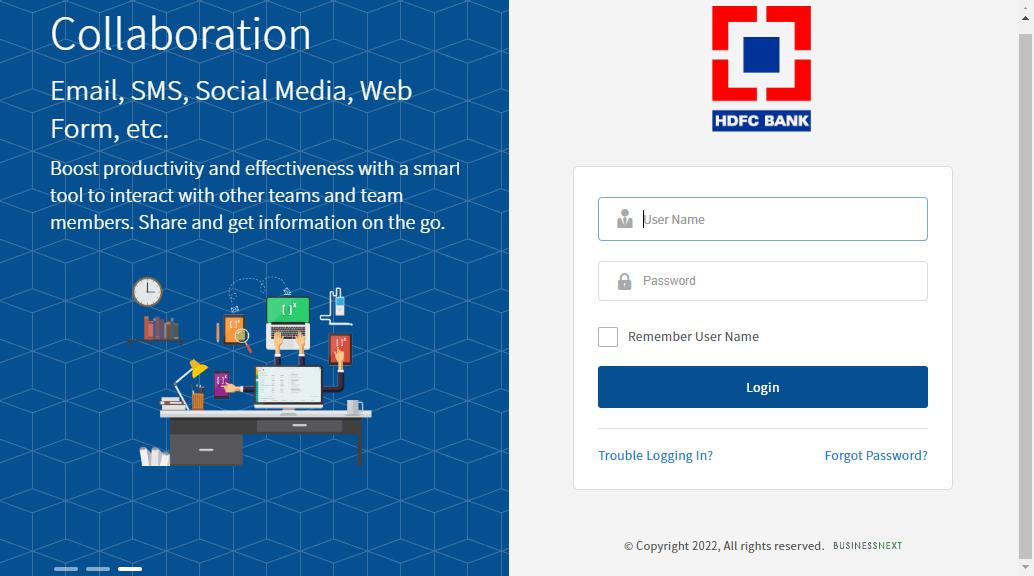 Collaboration
Email, SMS, Social Media, Web
Form, etc.
Boost productivity and effectiveness with a smart
tool to interact with other teams and team
members. Share and get information on the go.
HDFC BANK
User Name
Password
Remember User Name
Login
Trouble Logging In?
Forgot Password?
© Copyright 2022, All rights reserved. BUSINESSNEXT